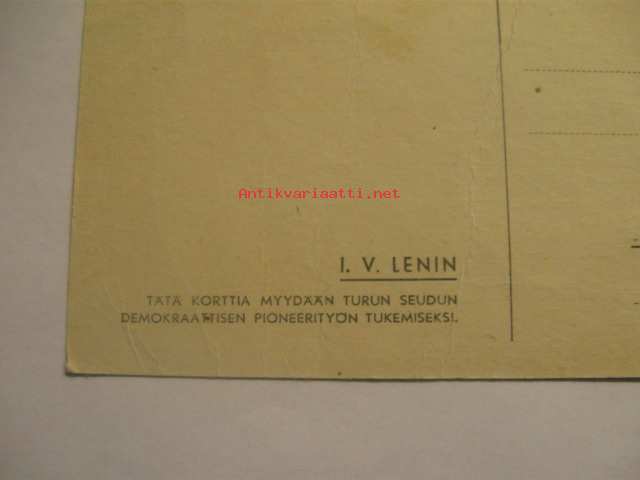 Antikvariaatti.net
I. V. LENIN
TÄTÄ KORTTIA MYYDÄÄN TURUN SEUDUN
DEMOKRAATTISEN PIONEERITYÖN TUKEMISEKSI.